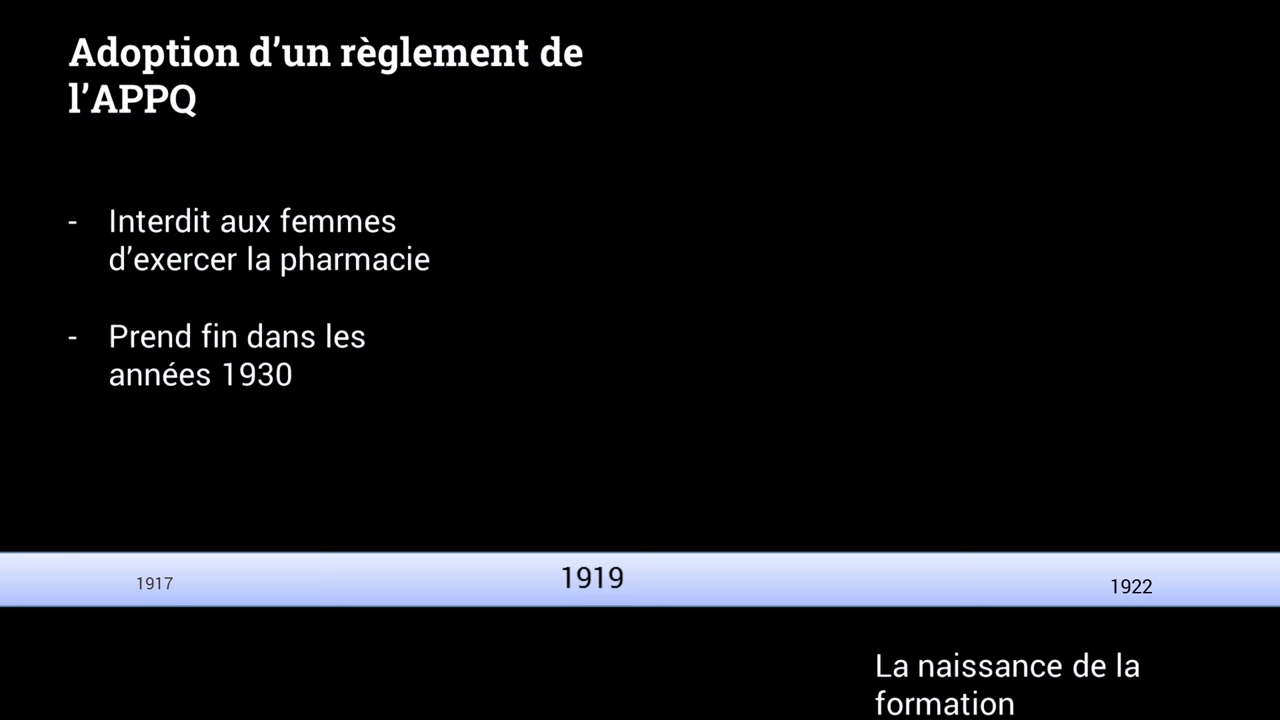 Adoption d’un règlement de
l’APPQ
- Interdit aux femmes
d’exercer la pharmacie
- Prend fin dans les
années 1930
1917
1919
1922
La naissance de la
formation